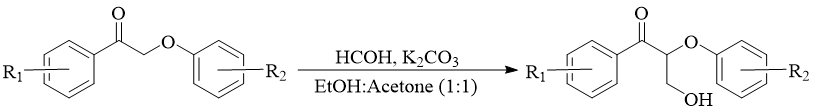 O
O
R₁
R₂
HCOH, K₂CO₃
EtOH:Acetone (1:1)
O
O
R₁
R₂
OH